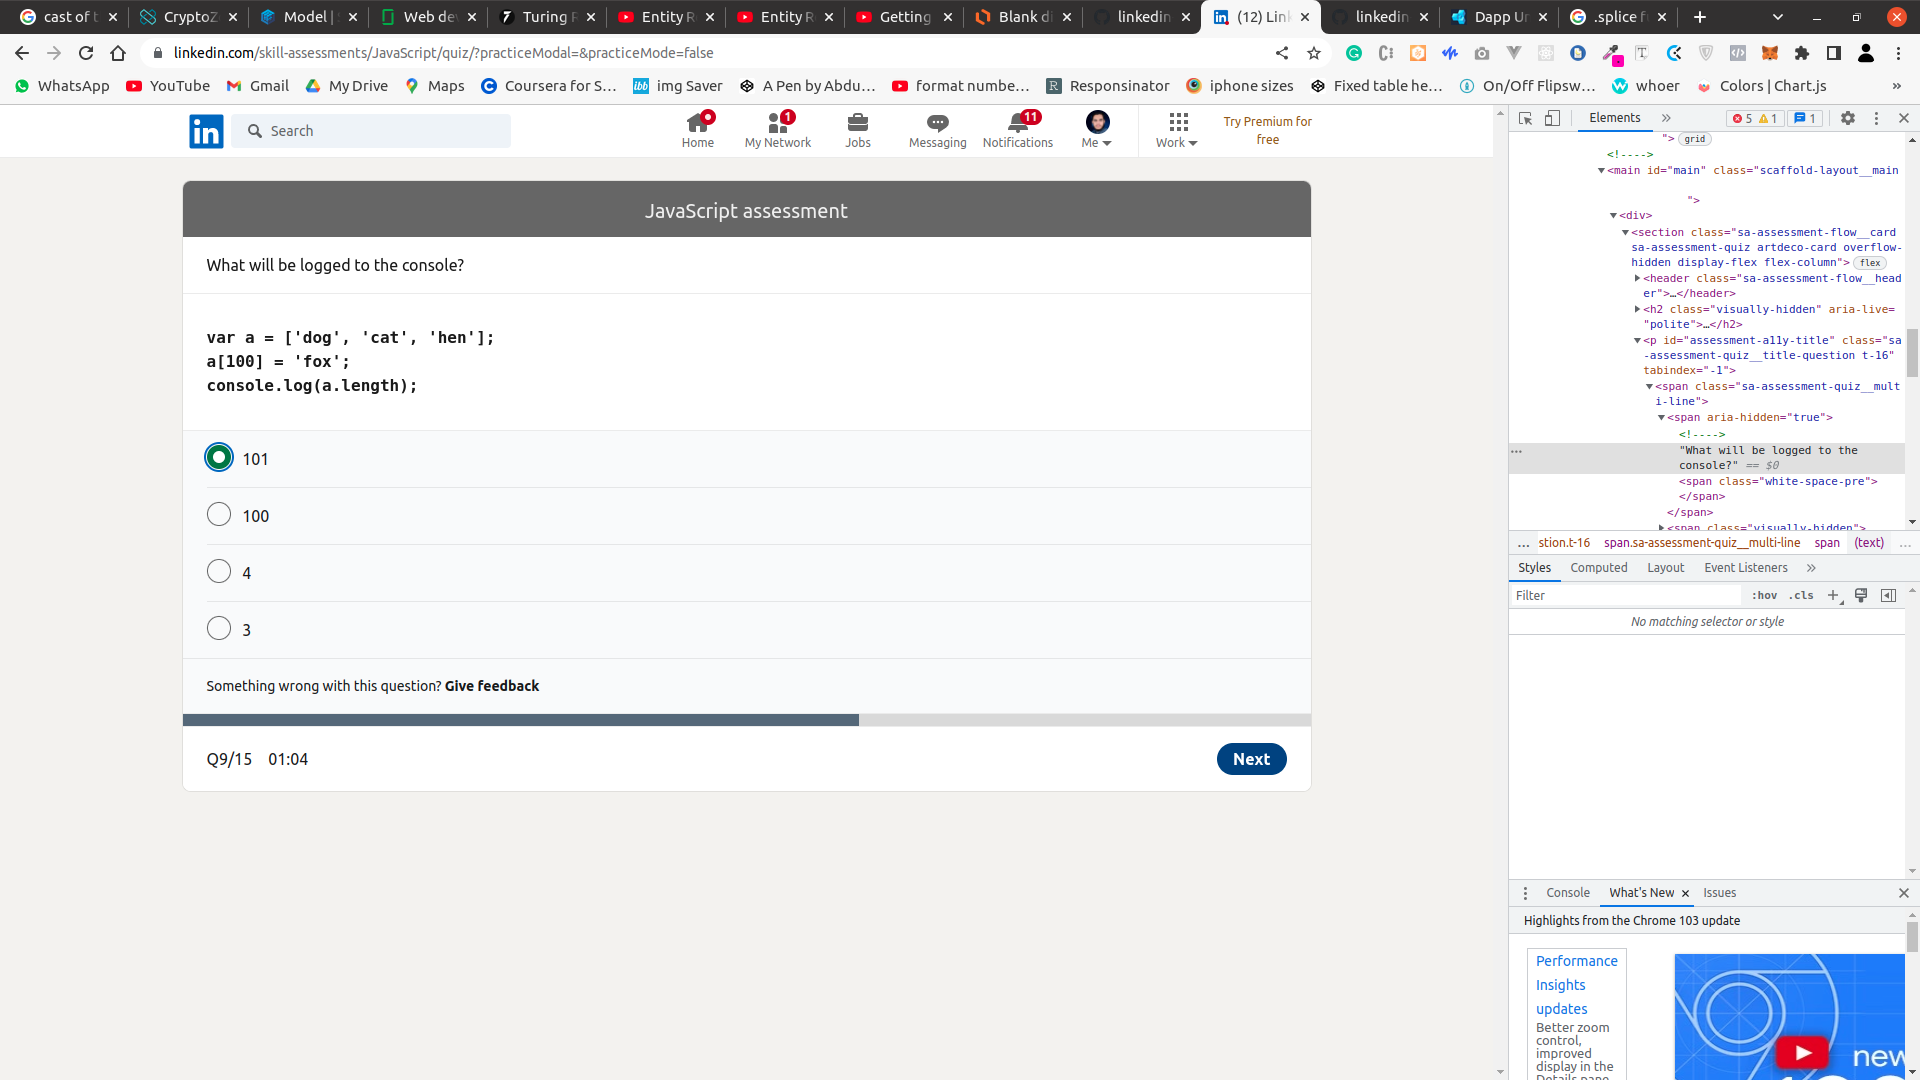 cast of t
CryptoZ
Model | S
Web dev
Turing R
Entity Re
Entity Re
Getting
Blank di
linkedin
(12) Link
linkedin
Dapp Un
.splice fu
linkedin.com/skill-assessments/JavaScript/quiz/?practiceModal=&practiceMode=false
WhatsApp
YouTube
Gmail
My Drive
Maps
Coursera for S…
img Saver
A Pen by Abdu…
format numbe…
Responsinator
iphone sizes
Fixed table he…
On/Off Flipsw…
whoer
Colors | Chart.js
»
in
Search
Home
1
My Network
Jobs
Messaging
11
Notifications
Me
Work
Try Premium for
free
JavaScript assessment
What will be logged to the console?
var a = ['dog', 'cat', 'hen'];
a[100] = 'fox';
console.log(a.length);
101
100
4
3
Something wrong with this question? Give feedback
Q9/15 01:04
Next
Elements
»
5
1
1
"> grid
<!---->
<main id="main" class="scaffold-layout__main
">
<div>
<section class="sa-assessment-flow__card
sa-assessment-quiz artdeco-card overflow-
hidden display-flex flex-column"> flex
<header class="sa-assessment-flow__head
er">…</header>
<h2 class="visually-hidden" aria-live=
"polite">…</h2>
<p id="assessment-a11y-title" class="sa
-assessment-quiz__title-question t-16"
tabindex="-1">
<span class="sa-assessment-quiz__mult
i-line">
<span aria-hidden="true">
<!---->
"What will be logged to the
console?" == $0
<span class="white-space-pre">
</span>
</span>
<span class="visually-hidden">
… stion.t-16 span.sa-assessment-quiz__multi-line span (text) …
Styles
Computed
Layout
Event Listeners
»
Filter
:hov
.cls
No matching selector or style
Console
What's New
Issues
Highlights from the Chrome 103 update
Performance
Insights
updates
Better zoom
control,
improved
display in the
Details pane
new